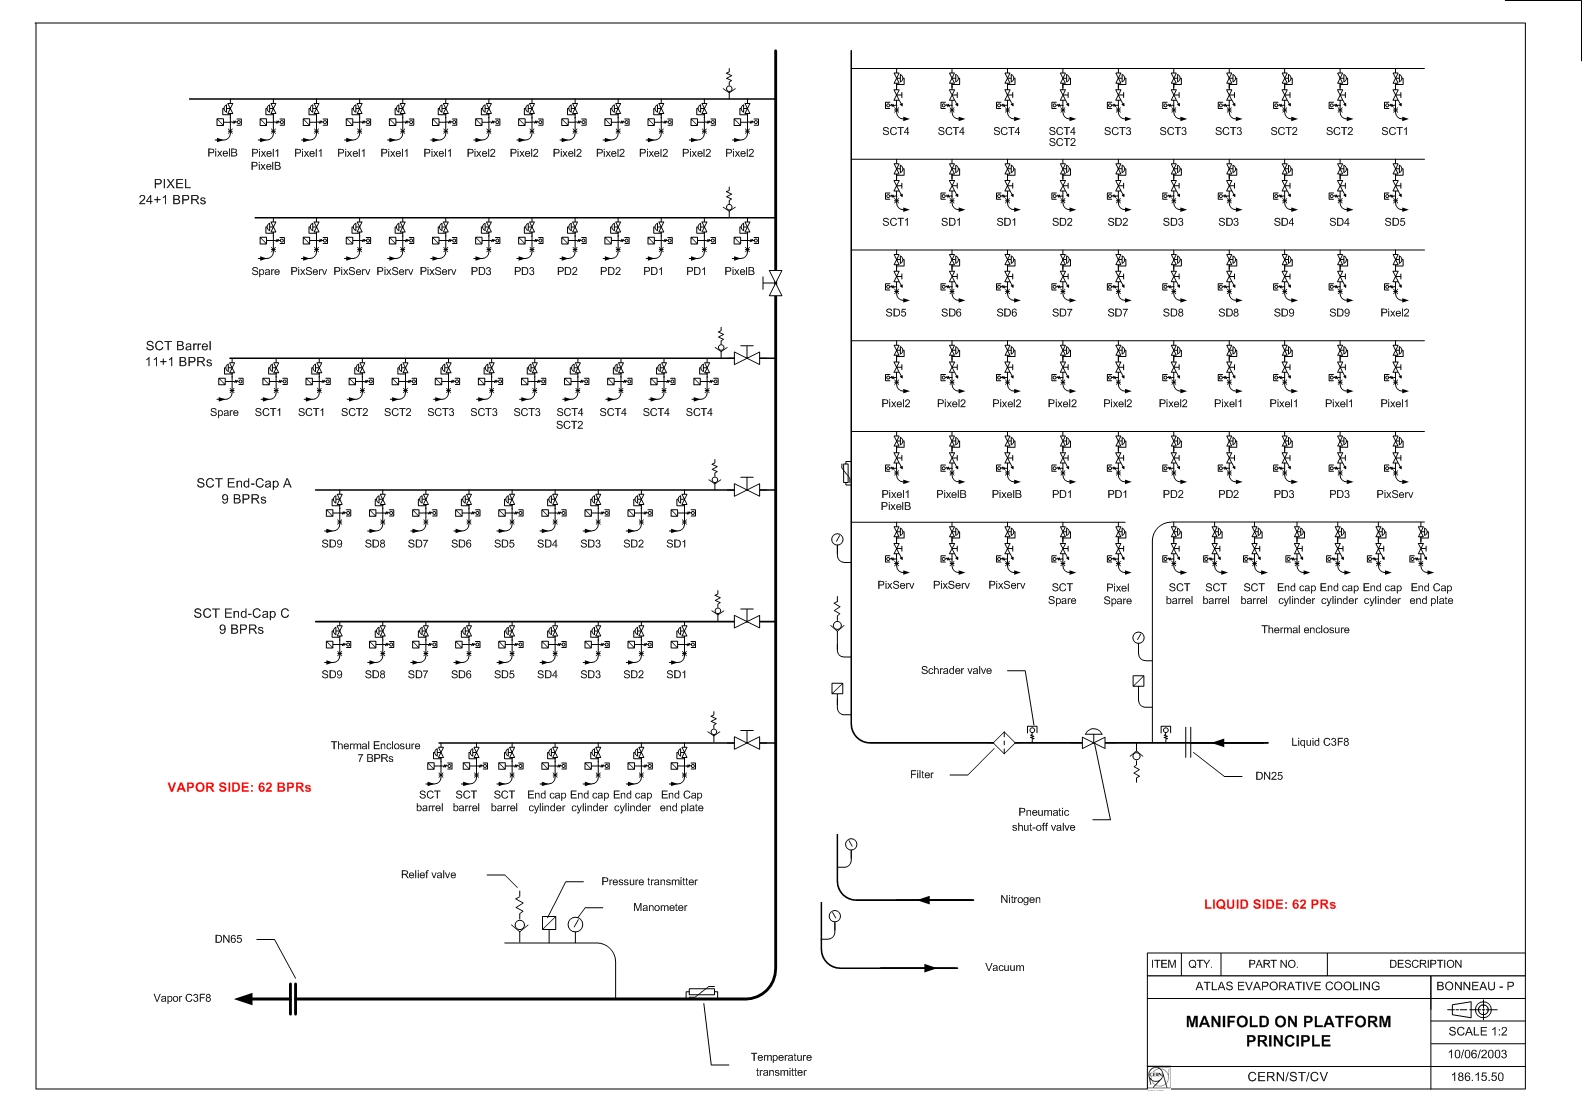 PixelB Pixel1 Pixel1 Pixel1 Pixel1 Pixel1 Pixel2 Pixel2 Pixel2 Pixel2 Pixel2 Pixel2 Pixel2
PixelB
PIXEL
24+1 BPRs
Spare PixServ PixServ PixServ PixServ PD3 PD3 PD2 PD2 PD1 PD1 PixelB
SCT Barrel
11+1 BPRs
Spare SCT1 SCT1 SCT2 SCT2 SCT3 SCT3 SCT3 SCT4 SCT4 SCT4 SCT4
SCT2
SCT End-Cap A
9 BPRs
SD9 SD8 SD7 SD6 SD5 SD4 SD3 SD2 SD1
SCT End-Cap C
9 BPRs
SD9 SD8 SD7 SD6 SD5 SD4 SD3 SD2 SD1
Thermal Enclosure
7 BPRs
SCT SCT SCT End cap End cap End cap End Cap
barrel barrel barrel cylinder cylinder cylinder end plate
VAPOR SIDE: 62 BPRs
Relief valve
Pressure transmitter
Manometer
DN65
Vapor C3F8
Temperature
transmitter
SCT4 SCT4 SCT4 SCT4 SCT3 SCT3 SCT3 SCT2 SCT2 SCT1
SCT2
SCT1 SD1 SD1 SD2 SD2 SD3 SD3 SD4 SD4 SD5
SD5 SD6 SD6 SD7 SD7 SD8 SD8 SD9 SD9 Pixel2
Pixel2 Pixel2 Pixel2 Pixel2 Pixel2 Pixel2 Pixel1 Pixel1 Pixel1 Pixel1
Pixel1 PixelB PixelB PD1 PD1 PD2 PD2 PD3 PD3 PixServ
PixelB
PixServ PixServ PixServ SCT Pixel
Spare Spare
SCT SCT SCT End cap End cap End cap End Cap
barrel barrel barrel cylinder cylinder cylinder end plate
Thermal enclosure
Schrader valve
Liquid C3F8
Filter
DN25
Pneumatic
shut-off valve
Nitrogen
LIQUID SIDE: 62 PRs
Vacuum
ITEM QTY. PART NO. DESCRIPTION
ATLAS EVAPORATIVE COOLING BONNEAU - P
MANIFOLD ON PLATFORM
PRINCIPLE
SCALE 1:2
10/06/2003
CERN
CERN/ST/CV 186.15.50